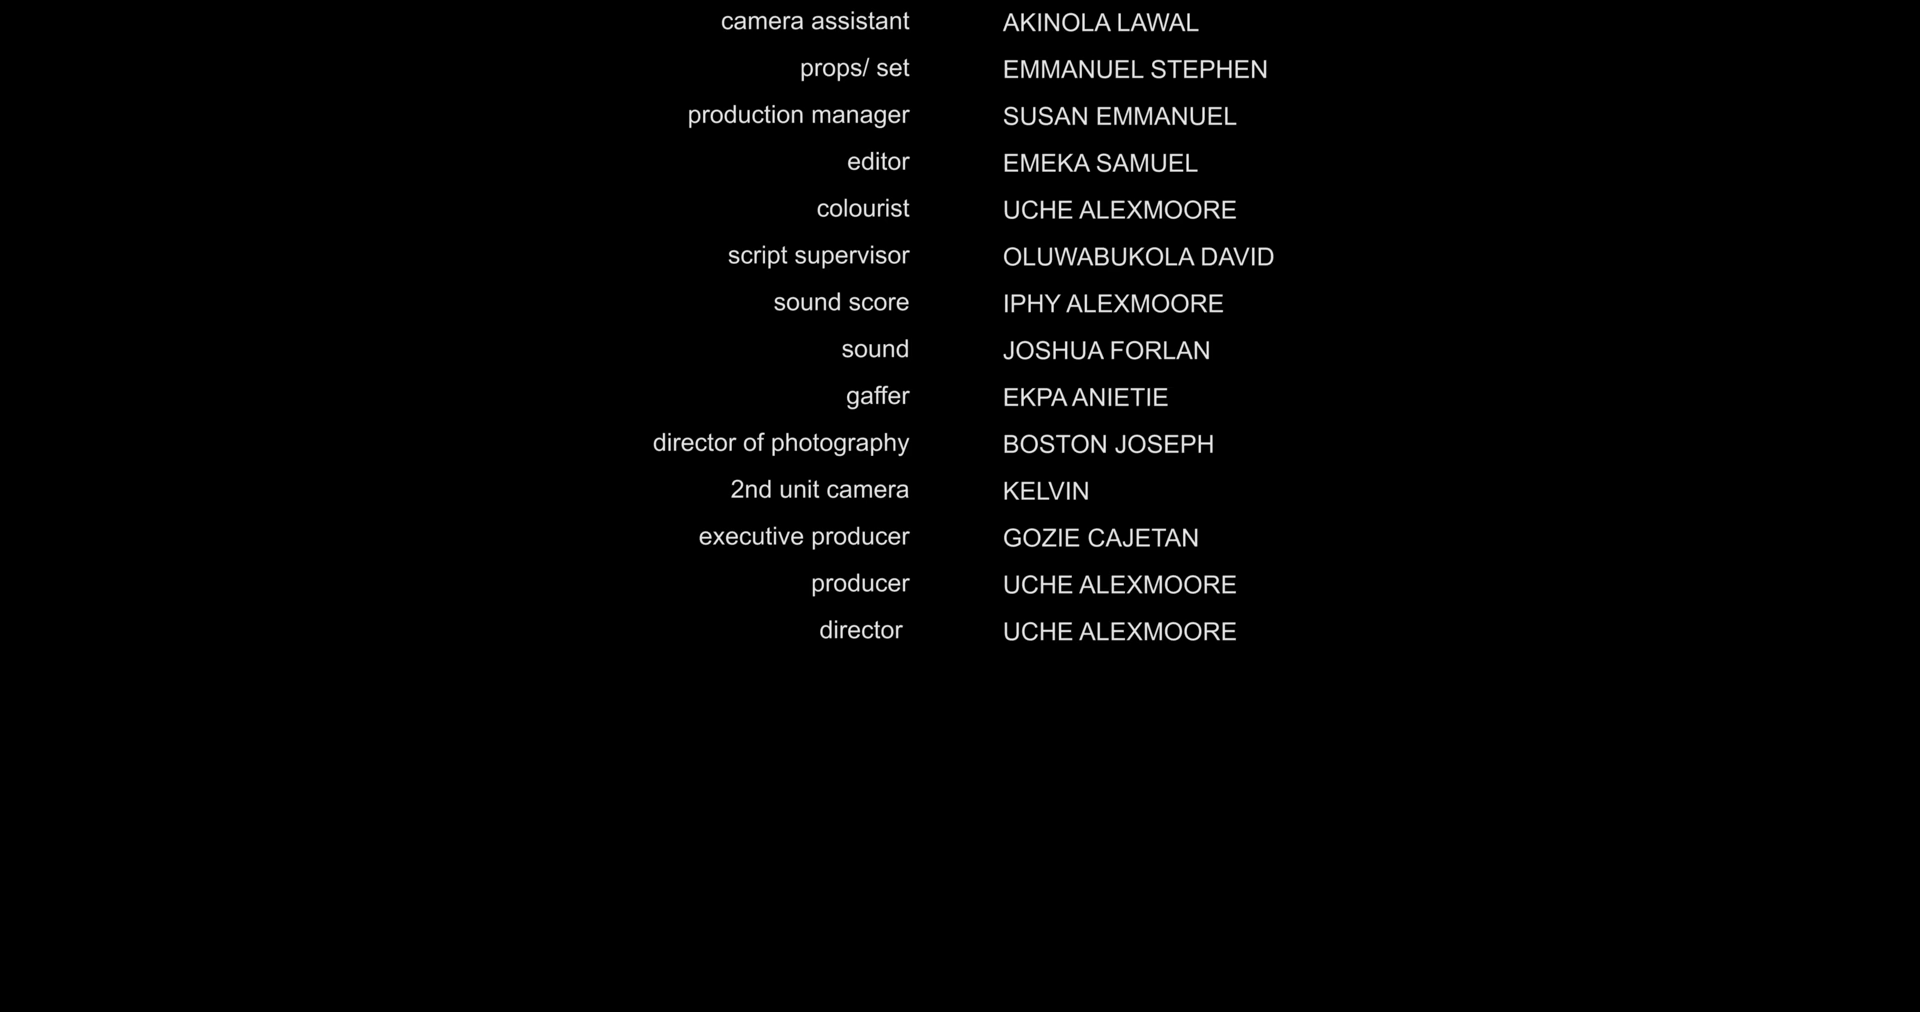 camera assistant AKINOLA LAWAL
props/ set EMMANUEL STEPHEN
production manager SUSAN EMMANUEL
editor EMEKA SAMUEL
colourist UCHE ALEXMOORE
script supervisor OLUWABUKOLA DAVID
sound score IPHY ALEXMOORE
sound JOSHUA FORLAN
gaffer EKPA ANIETIE
director of photography BOSTON JOSEPH
2nd unit camera KELVIN
executive producer GOZIE CAJETAN
producer UCHE ALEXMOORE
director UCHE ALEXMOORE